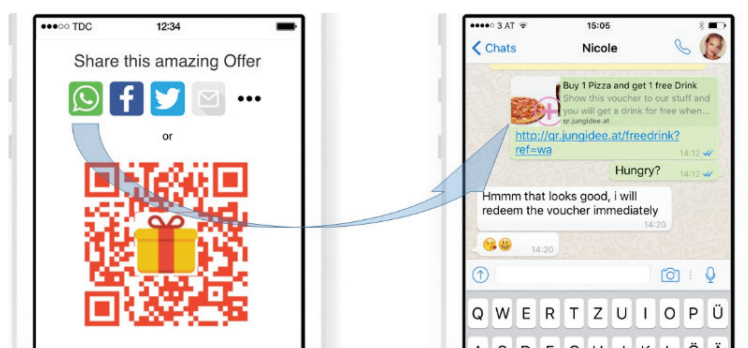 TDC 12:34
Share this amazing Offer
or
3 AT 15:05
Chats Nicole
Buy 1 Pizza and get 1 free Drink
Show this voucher to our stuff and
you will get a drink for free when...
qr.jungidee.at
http://qr.jungidee.at/freedrink?
ref=wa
14:12
Hungry?
14:12
Hmmm that looks good, i will
redeem the voucher immediately
14:20
14:20
Q W E R T Z U I O P Ü